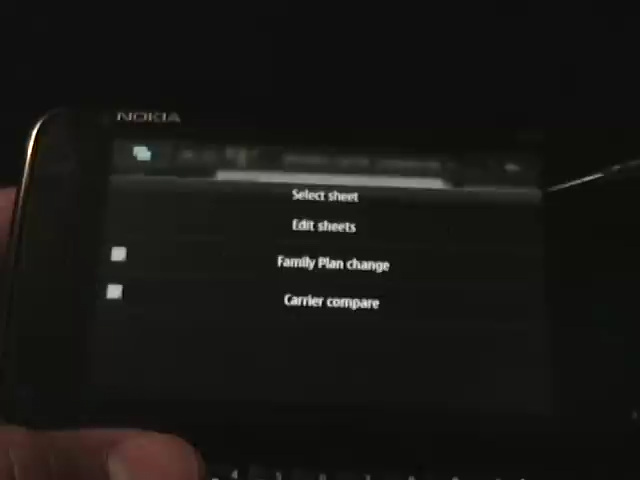 NOKIA
Select sheet
Edit sheets
Family Plan change
Carrier compare